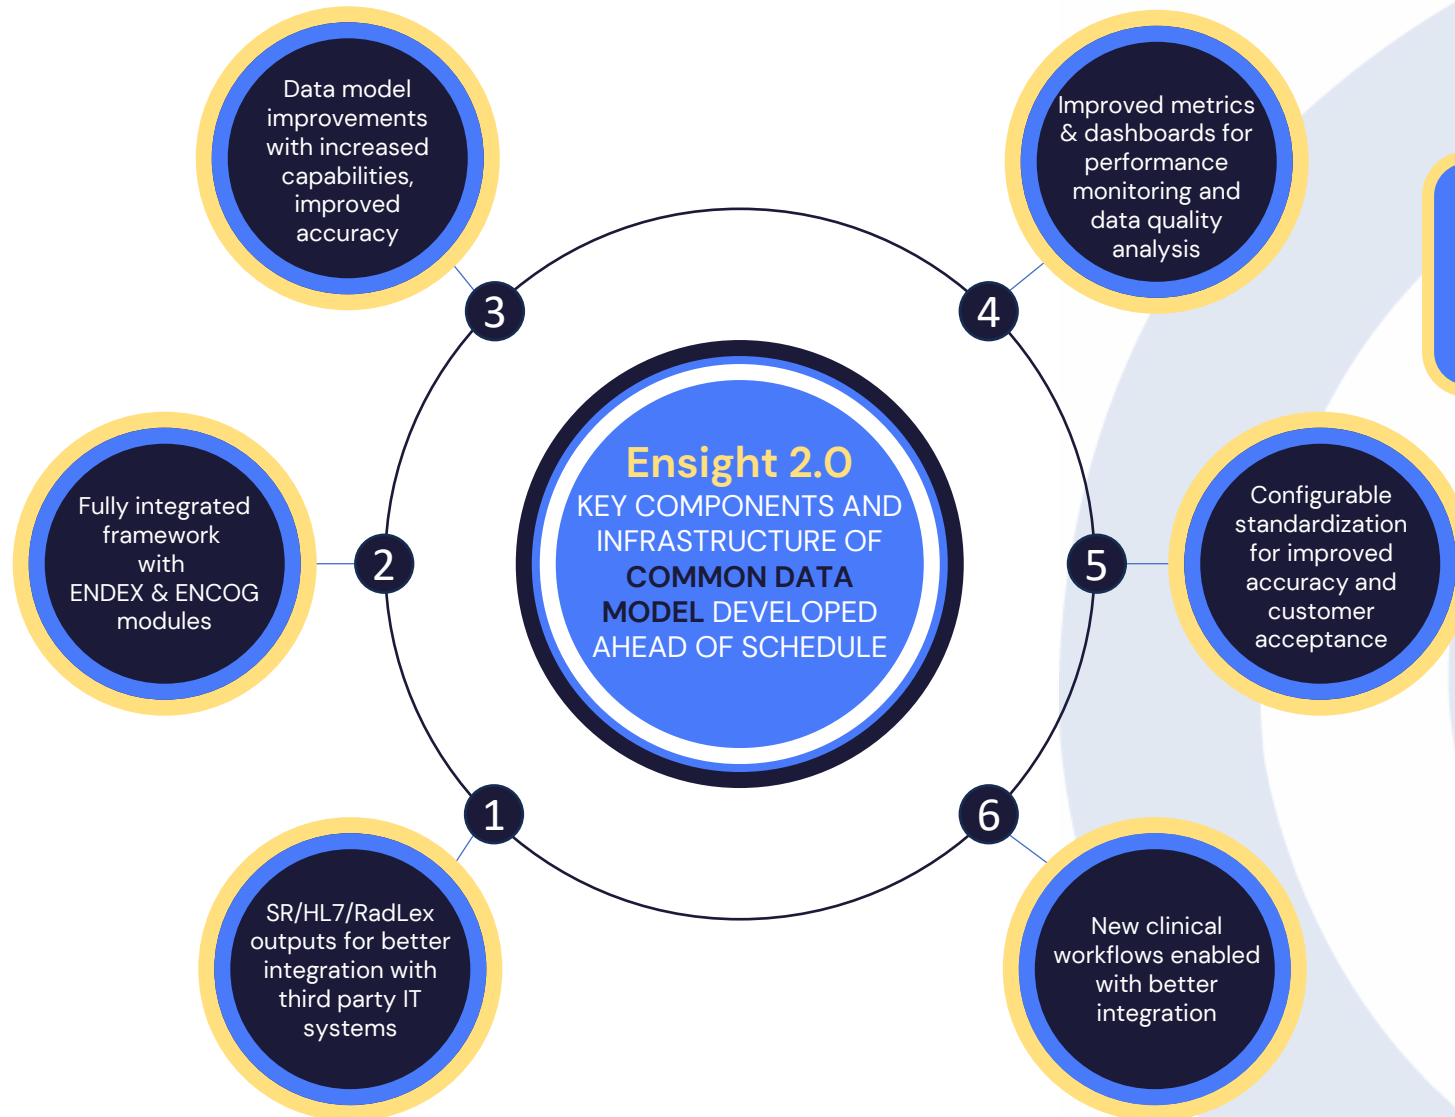 Data model
improvements
with increased
capabilities,
improved
accuracy
3
Improved metrics
& dashboards for
performance
monitoring and
data quality
analysis
4
Fully integrated
framework
with
ENDEX & ENCOG
modules
2
Ensight 2.0
KEY COMPONENTS AND
INFRASTRUCTURE OF
COMMON DATA
MODEL DEVELOPED
AHEAD OF SCHEDULE
5
Configurable
standardization
for improved
accuracy and
customer
acceptance
1
SR/HL7/RadLex
outputs for better
integration with
third party IT
systems
6
New clinical
workflows enabled
with better
integration